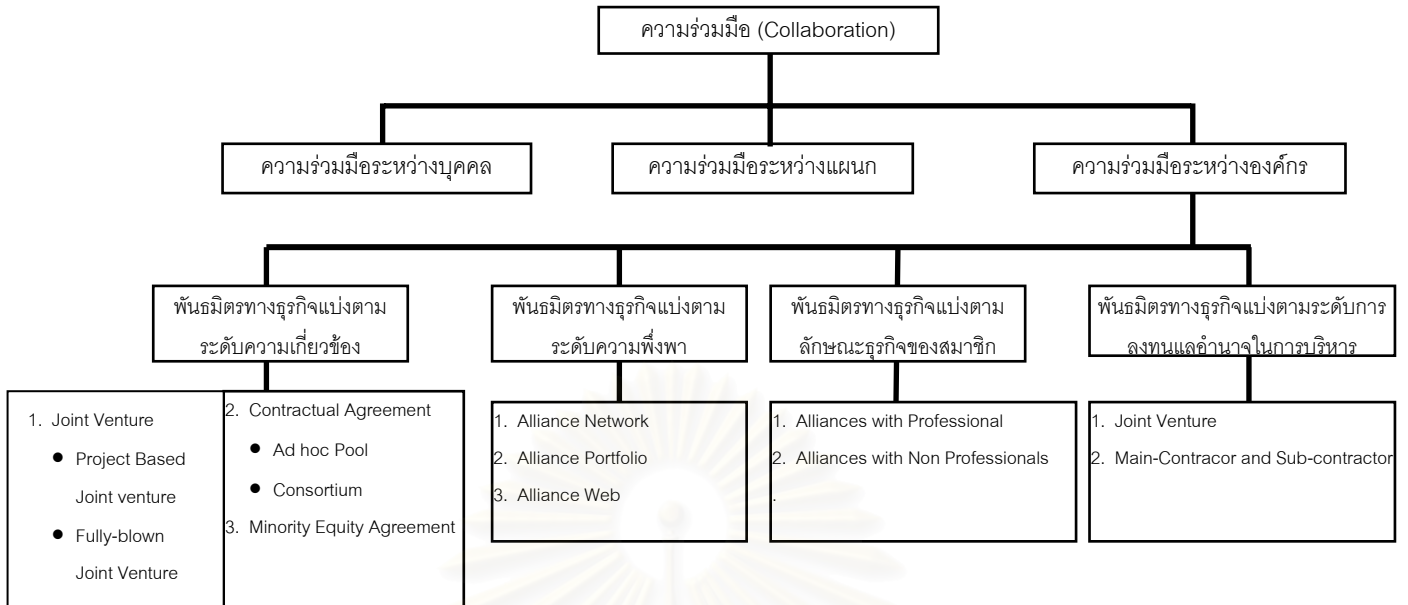 ความร่วมมือ (Collaboration)
ความร่วมมือระหว่างบุคคล
ความร่วมมือระหว่างแผนก
ความร่วมมือระหว่างองค์กร
พันธมิตรทางธุรกิจแบ่งตาม
ระดับความเกี่ยวข้อง
พันธมิตรทางธุรกิจแบ่งตาม
ระดับความพึ่งพา
พันธมิตรทางธุรกิจแบ่งตาม
ลักษณะธุรกิจของสมาชิก
พันธมิตรทางธุรกิจแบ่งตามระดับการ
ลงทุนแลอำนาจในการบริหาร
1. Joint Venture
● Project Based
Joint venture
● Fully-blown
Joint Venture
2. Contractual Agreement
● Ad hoc Pool
● Consortium
3. Minority Equity Agreement
1. Alliance Network
2. Alliance Portfolio
3. Alliance Web
1. Alliances with Professional
2. Alliances with Non Professionals
.
1. Joint Venture
2. Main-Contracor and Sub-contractor